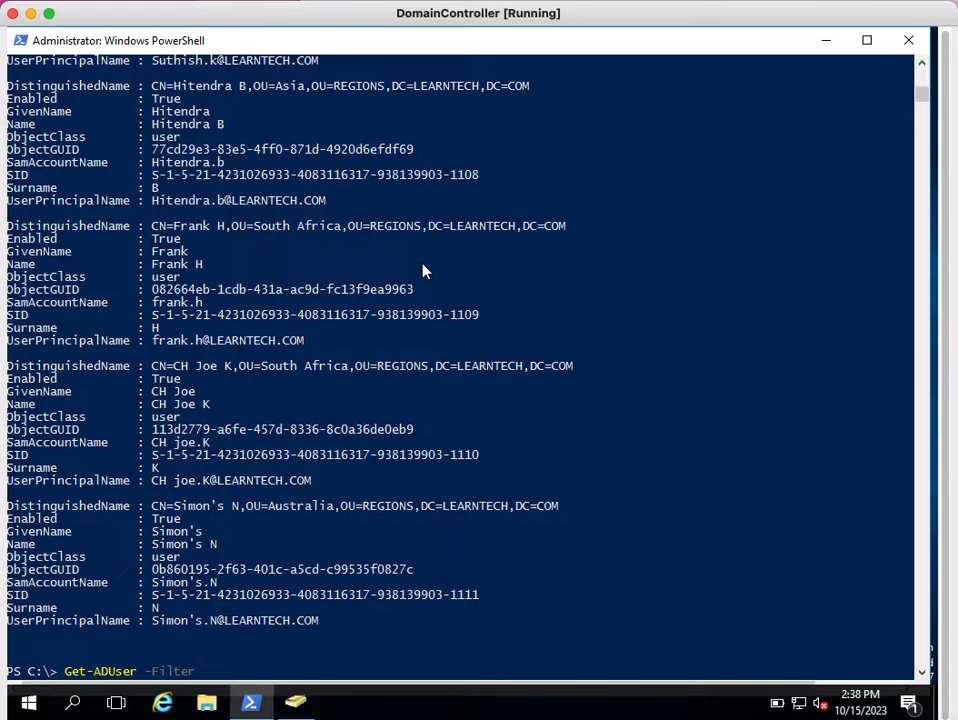 DomainController [Running]
Administrator: Windows PowerShell
UserPrincipalName : Suthish.k@LEARNTECH.COM
DistinguishedName : CN=Hitendra B,OU=Asia,OU=REGIONS,DC=LEARNTECH,DC=COM
Enabled : True
GivenName : Hitendra
Name : Hitendra B
ObjectClass : user
ObjectGUID : 77cd29e3-83e5-4ff0-871d-4920d6efdf69
SamAccountName : Hitendra.b
SID : S-1-5-21-4231026933-4083116317-938139903-1108
Surname : B
UserPrincipalName : Hitendra.b@LEARNTECH.COM
DistinguishedName : CN=Frank H,OU=South Africa,OU=REGIONS,DC=LEARNTECH,DC=COM
Enabled : True
GivenName : Frank
Name : Frank H
ObjectClass : user
ObjectGUID : 082664eb-1cdb-431a-ac9d-fc13f9ea9963
SamAccountName : frank.h
SID : S-1-5-21-4231026933-4083116317-938139903-1109
Surname : H
UserPrincipalName : frank.h@LEARNTECH.COM
DistinguishedName : CN=CH Joe K,OU=South Africa,OU=REGIONS,DC=LEARNTECH,DC=COM
Enabled : True
GivenName : CH Joe
Name : CH Joe K
ObjectClass : user
ObjectGUID : 113d2779-a6fe-457d-8336-8c0a36de0eb9
SamAccountName : CH joe.K
SID : S-1-5-21-4231026933-4083116317-938139903-1110
Surname : K
UserPrincipalName : CH joe.K@LEARNTECH.COM
DistinguishedName : CN=Simon's N,OU=Australia,OU=REGIONS,DC=LEARNTECH,DC=COM
Enabled : True
GivenName : Simon's
Name : Simon's N
ObjectClass : user
ObjectGUID : 0b860195-2f63-401c-a5cd-c99535f0827c
SamAccountName : Simon's.N
SID : S-1-5-21-4231026933-4083116317-938139903-1111
Surname : N
UserPrincipalName : Simon's.N@LEARNTECH.COM
PS C:\> Get-ADUser -Filter
2:38 PM
10/15/2023
1